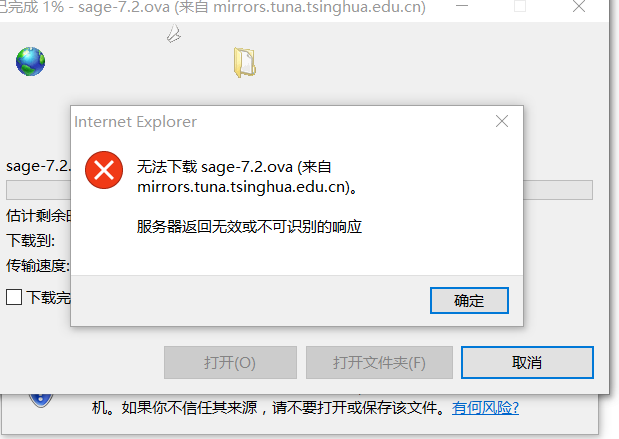 已完成 1% - sage-7.2.ova (来自 mirrors.tuna.tsinghua.edu.cn)
Internet Explorer
无法下载 sage-7.2.ova (来自
mirrors.tuna.tsinghua.edu.cn)。
服务器返回无效或不可识别的响应
确定
sage-7.2.
估计剩余时
下载到:
传输速度:
下载完
打开(O)
打开文件夹(F)
取消
机。如果你不信任其来源，请不要打开或保存该文件。有何风险?